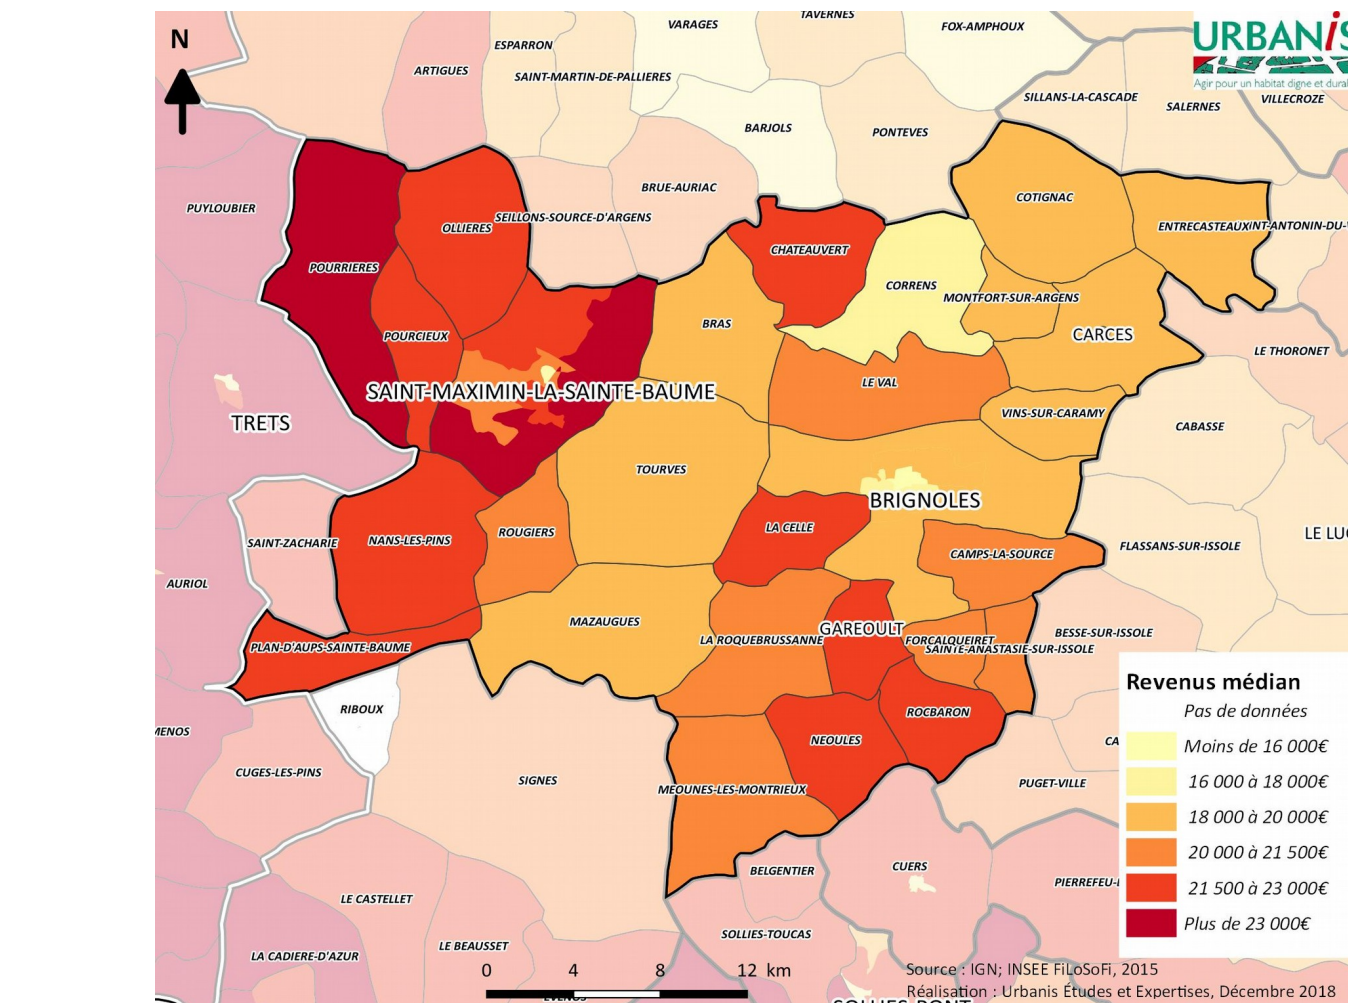 VARAGES
TAVERNES
FOX-AMPHOUX
URBANiS
N
ESPARRON
ARTIGUES
SAINT-MARTIN-DE-PALLIERES
Agir pour un habitat digne et dural
SILLANS-LA-CASCADE
SALERNES
VILLECROZE
BARJOLS
PONTEVES
PUYLOUBIER
BRUE-AURIAC
COTIGNAC
SEILLONS-SOURCE-D'ARGENS
OLLIERES
ENTRECASTEAUX
INT-ANTONIN-DU-V
POURRIERES
CHATEAUVERT
CORRENS
MONTFORT-SUR-ARGENS
POURCIEUX
BRAS
CARCES
LE THORONET
SAINT-MAXIMIN-LA-SAINTE-BAUME
LE VAL
TRETS
VINS-SUR-CARAMY
CABASSE
TOURVES
BRIGNOLES
SAINT-ZACHARIE
NANS-LES-PINS
ROUGIERS
LA CELLE
CAMPS-LA-SOURCE
FLASSANS-SUR-ISSOLE
LE LUC
AURIOL
MAZAUGUES
LA ROQUEBRUSSANNE
GAREOULT
FORCALQUEIRET
BESSE-SUR-ISSOLE
PLAN-D'AUPS-SAINTE-BAUME
SAINTE-ANASTASIE-SUR-ISSOLE
RIBOUX
ROCBARON
MENOS
NEOULES
CA
CUGES-LES-PINS
SIGNES
MEOUNES-LES-MONTRIEUX
PUGET-VILLE
Revenus médian
Pas de données
Moins de 16 000€
16 000 à 18 000€
18 000 à 20 000€
20 000 à 21 500€
21 500 à 23 000€
Plus de 23 000€
BELGENTIER
CUERS
PIERREFEU-
LE CASTELLET
SOLLIES-TOUCAS
LE BEAUSSET
LA CADIERE-D'AZUR
0 4 8 12 km
EVENOS
SOLLIES-PONT
Source : IGN; INSEE FiLoSoFi, 2015
Réalisation : Urbanis Études et Expertises, Décembre 2018